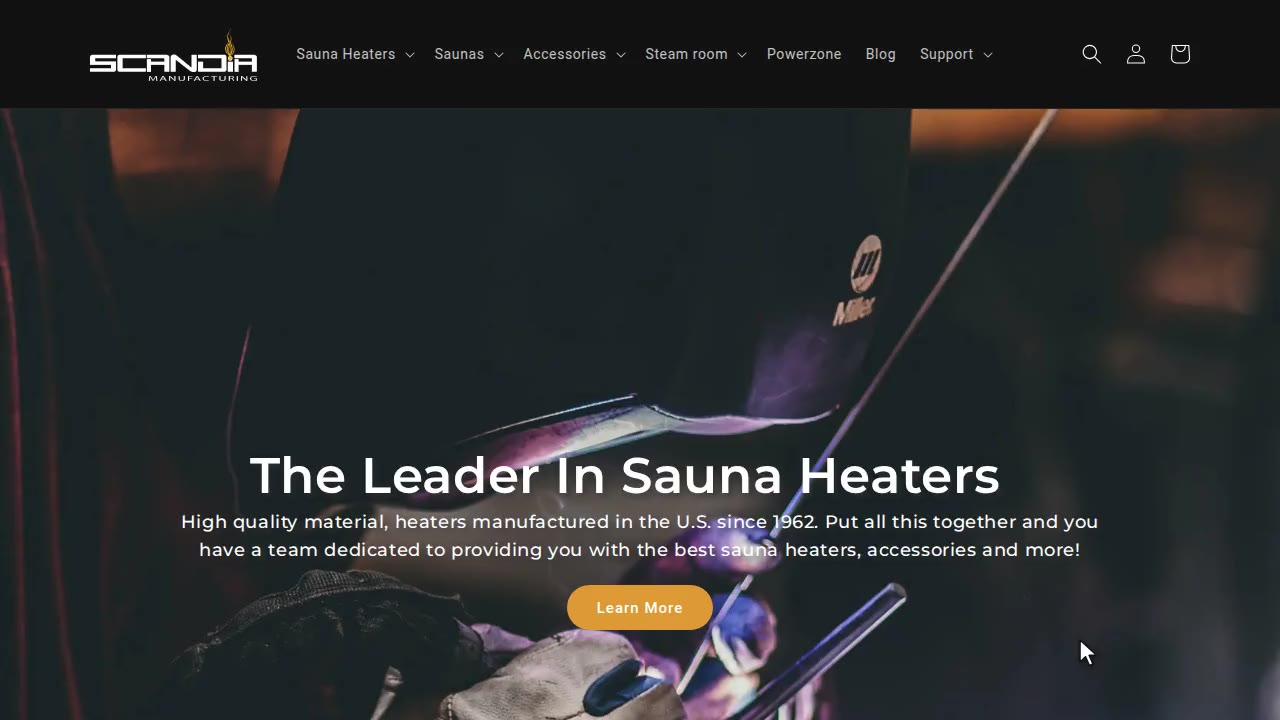 SCANDIA
MANUFACTURING
Sauna Heaters
Saunas
Accessories
Steam room
Powerzone
Blog
Support
Miller
The Leader In Sauna Heaters
High quality material, heaters manufactured in the U.S. since 1962. Put all this together and you
have a team dedicated to providing you with the best sauna heaters, accessories and more!
Learn More